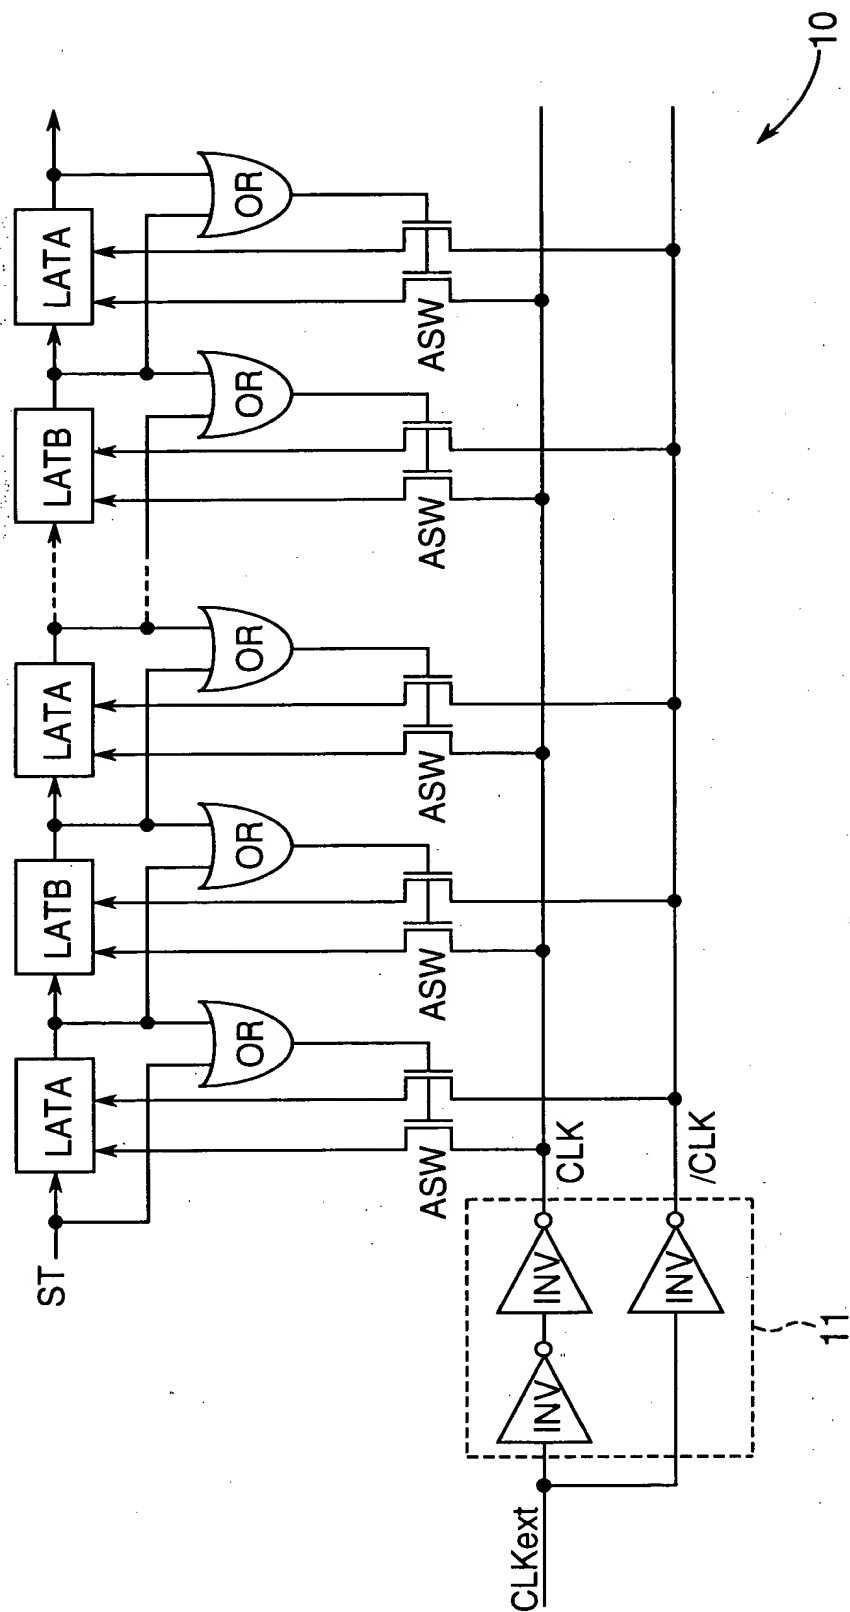 10
ST
LATA
LATB
LATA
LATB
LATA
OR
OR
OR
OR
OR
ASW
ASW
ASW
ASW
ASW
CLKext
INV
INV
CLK
INV
/CLK
11